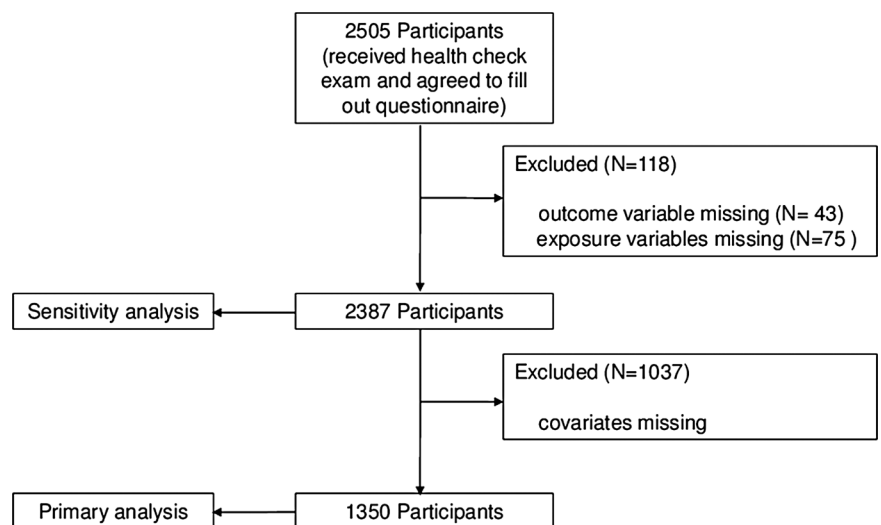 2505 Participants
(received health check
exam and agreed to fill
out questionnaire)
Excluded (N=118)
outcome variable missing (N= 43)
exposure variables missing (N=75 )
Sensitivity analysis
2387 Participants
Excluded (N=1037)
covariates missing
Primary analysis
1350 Participants